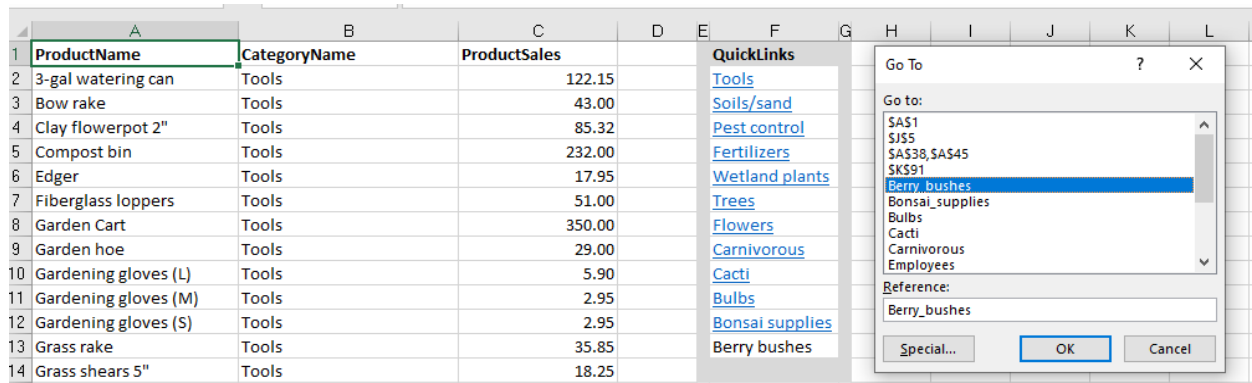 A B C D E F G H I J K L
1 ProductName CategoryName ProductSales QuickLinks
2 3-gal watering can Tools 122.15 Tools
3 Bow rake Tools 43.00 Soils/sand
4 Clay flowerpot 2" Tools 85.32 Pest control
5 Compost bin Tools 232.00 Fertilizers
6 Edger Tools 17.95 Wetland plants
7 Fiberglass loppers Tools 51.00 Trees
8 Garden Cart Tools 350.00 Flowers
9 Garden hoe Tools 29.00 Carnivorous
10 Gardening gloves (L) Tools 5.90 Cacti
11 Gardening gloves (M) Tools 2.95 Bulbs
12 Gardening gloves (S) Tools 2.95 Bonsai supplies
13 Grass rake Tools 35.85 Berry bushes
14 Grass shears 5" Tools 18.25
Go To ? ×
Go to:
$A$1
$J$5
$A$38,$A$45
$K$91
Berry_bushes
Bonsai_supplies
Bulbs
Cacti
Carnivorous
Employees
Reference:
Berry_bushes
Special... OK Cancel